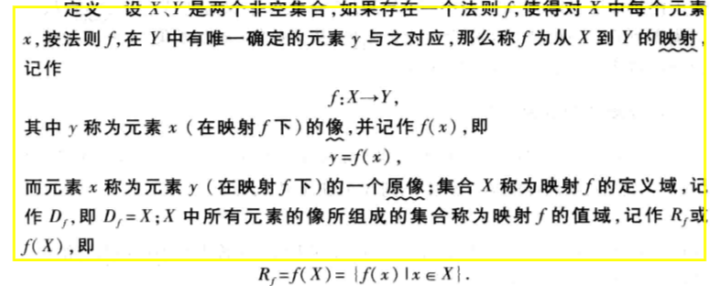 定义 设 X、Y 是两个非空集合,如果存在一个法则 f,使得对 X 中每个元素
x,按法则 f,在 Y 中有唯一确定的元素 y 与之对应,那么称 f 为从 X 到 Y 的映射,
记作
f:X→Y,
其中 y 称为元素 x (在映射 f 下)的像,并记作 f(x),即
y=f(x),
而元素 x 称为元素 y (在映射 f 下)的一个原像;集合 X 称为映射 f 的定义域,记
作 D_f,即 D_f=X;X 中所有元素的像所组成的集合称为映射 f 的值域,记作 R_f或
f(X),即
R_f=f(X)={f(x)|x∈X}.